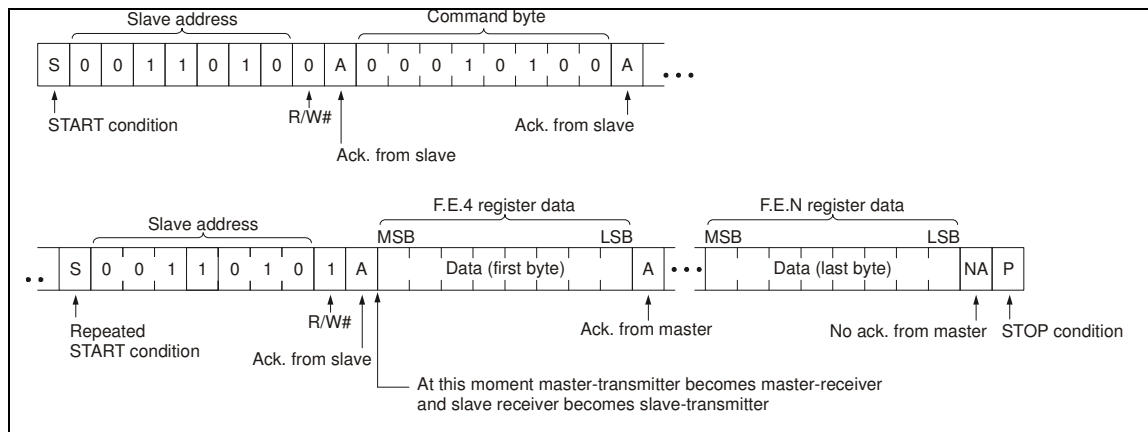 Slave address Command byte
S 0 0 1 1 0 1 0 0 A 0 0 0 1 0 1 0 0 A •••
START condition R/W# Ack. from slave
Ack. from slave
Slave address F.E.4 register data F.E.N register data
MSB LSB MSB LSB
•• S 0 0 1 1 0 1 0 1 A Data (first byte) A ••• Data (last byte) NA P
Repeated START condition R/W# Ack. from slave Ack. from master No ack. from master STOP condition
At this moment master-transmitter becomes master-receiver
and slave receiver becomes slave-transmitter